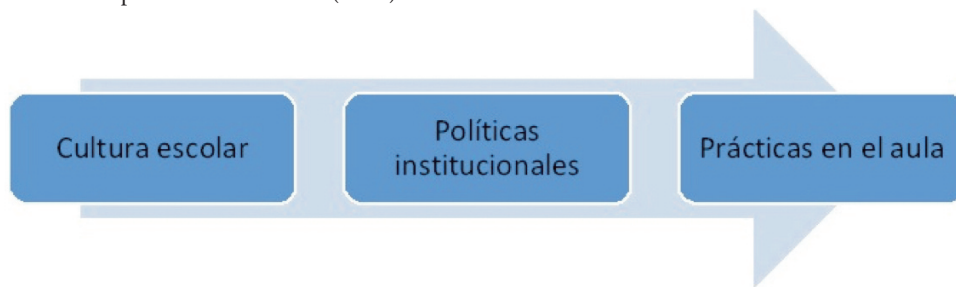 Cultura escolar
Políticas
institucionales
Prácticas en el aula